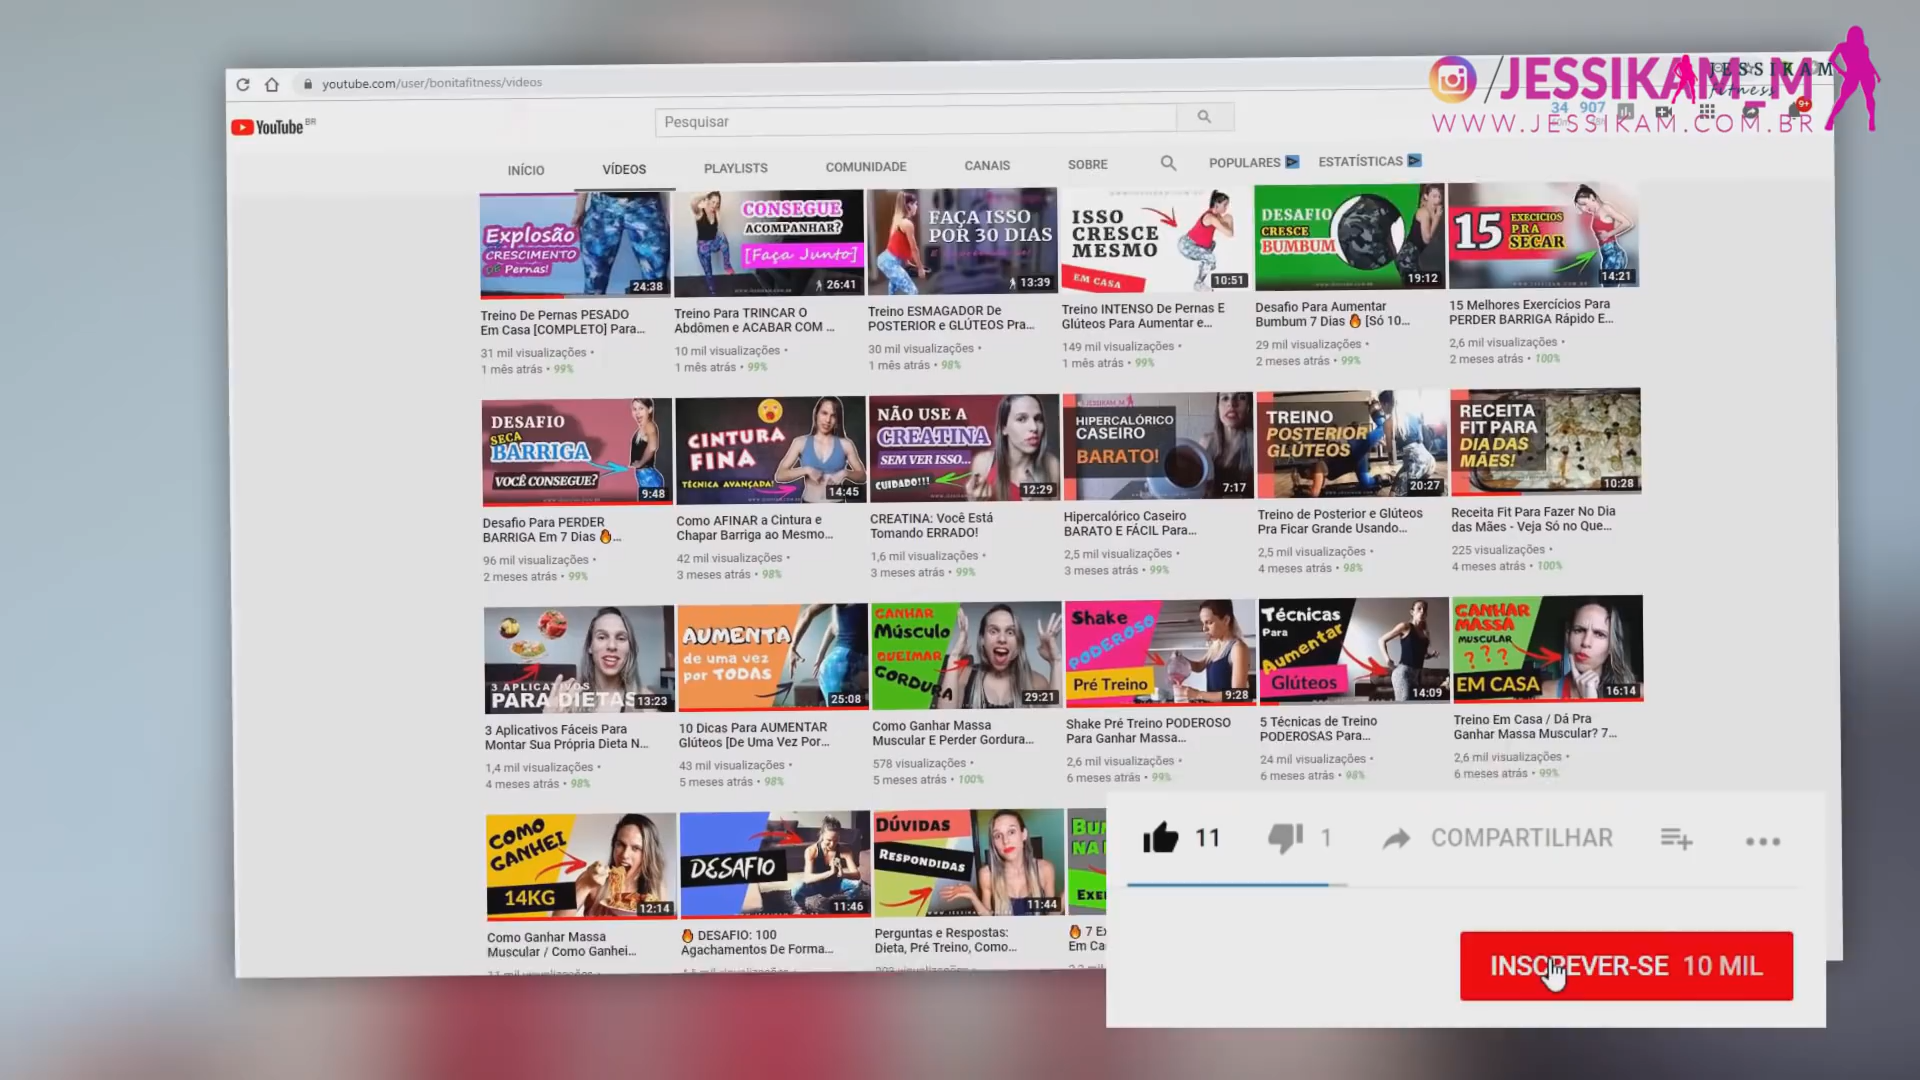 youtube.com/user/bonitafitness/videos
/JESSIKAM_M
JESSIKAM
fitness
WWW.JESSIKAM.COM.BR
YouTube BR
Pesquisar
34 907
9+
INÍCIO
VÍDEOS
PLAYLISTS
COMUNIDADE
CANAIS
SOBRE
POPULARES
ESTATÍSTICAS
Explosão
CRESCIMENTO
DE Pernas!
24:38
CONSEGUE
ACOMPANHAR?
[Faça Junto]
26:41
FAÇA ISSO
POR 30 DIAS
13:39
ISSO
CRESCE
MESMO
EM CASA
10:51
DESAFIO
CRESCE
BUMBUM
19:12
15 EXECICIOS
PRA
SECAR
14:21
Treino De Pernas PESADO
Em Casa [COMPLETO] Para...
31 mil visualizações •
1 mês atrás • 99%
Treino Para TRINCAR O
Abdômen e ACABAR COM ...
10 mil visualizações •
1 mês atrás • 99%
Treino ESMAGADOR De
POSTERIOR e GLÚTEOS Pra...
30 mil visualizações •
1 mês atrás • 98%
Treino INTENSO De Pernas E
Glúteos Para Aumentar e...
149 mil visualizações •
1 mês atrás • 99%
Desafio Para Aumentar
Bumbum 7 Dias 🔥 [Só 10...
29 mil visualizações •
2 meses atrás • 99%
15 Melhores Exercícios Para
PERDER BARRIGA Rápido E...
2,6 mil visualizações •
2 meses atrás • 100%
DESAFIO
SECA
BARRIGA
VOCÊ CONSEGUE?
9:48
CINTURA
FINA
TÉCNICA AVANÇADA!
14:45
NÃO USE A
CREATINA
SEM VER ISSO...
CUIDADO!!!
12:29
HIPERCALÓRICO
CASEIRO
BARATO!
7:17
TREINO
POSTERIOR
GLÚTEOS
20:27
RECEITA
FIT PARA
DIA DAS
MÃES!
10:28
Desafio Para PERDER
BARRIGA Em 7 Dias 🔥...
96 mil visualizações •
2 meses atrás • 99%
Como AFINAR a Cintura e
Chapar Barriga ao Mesmo...
42 mil visualizações •
3 meses atrás • 98%
CREATINA: Você Está
Tomando ERRADO!
1,6 mil visualizações •
3 meses atrás • 99%
Hipercalórico Caseiro
BARATO E FÁCIL Para...
2,5 mil visualizações •
3 meses atrás • 99%
Treino de Posterior e Glúteos
Pra Ficar Grande Usando...
2,5 mil visualizações •
4 meses atrás • 98%
Receita Fit Para Fazer No Dia
das Mães - Veja Só no Que...
225 visualizações •
4 meses atrás • 100%
3 APLICATIVOS
PARA DIETAS
13:23
AUMENTA
de uma vez
por TODAS
25:08
GANHAR
Músculo
QUEIMAR
GORDURA
29:21
Shake
PODEROSO
Pré Treino
9:28
Técnicas
Para
Aumentar
Glúteos
14:09
GANHAR
MASSA
MUSCULAR
? ? ?
EM CASA
16:14
3 Aplicativos Fáceis Para
Montar Sua Própria Dieta N...
1,4 mil visualizações •
4 meses atrás • 98%
10 Dicas Para AUMENTAR
Glúteos [De Uma Vez Por...
43 mil visualizações •
5 meses atrás • 98%
Como Ganhar Massa
Muscular E Perder Gordura...
578 visualizações •
5 meses atrás • 100%
Shake Pré Treino PODEROSO
Para Ganhar Massa...
2,6 mil visualizações •
6 meses atrás • 99%
5 Técnicas de Treino
PODEROSAS Para...
24 mil visualizações •
6 meses atrás • 98%
Treino Em Casa / Dá Pra
Ganhar Massa Muscular? 7...
2,6 mil visualizações •
6 meses atrás • 99%
COMO
GANHEI
14KG
12:14
DESAFIO
11:46
DÚVIDAS
RESPONDIDAS
11:44
Como Ganhar Massa
Muscular / Como Ganhei...
🔥 DESAFIO: 100
Agachamentos De Forma...
Perguntas e Respostas:
Dieta, Pré Treino, Como...
🔥 7 Ex
Em Ca
11
1
COMPARTILHAR
INSCREVER-SE 10 MIL